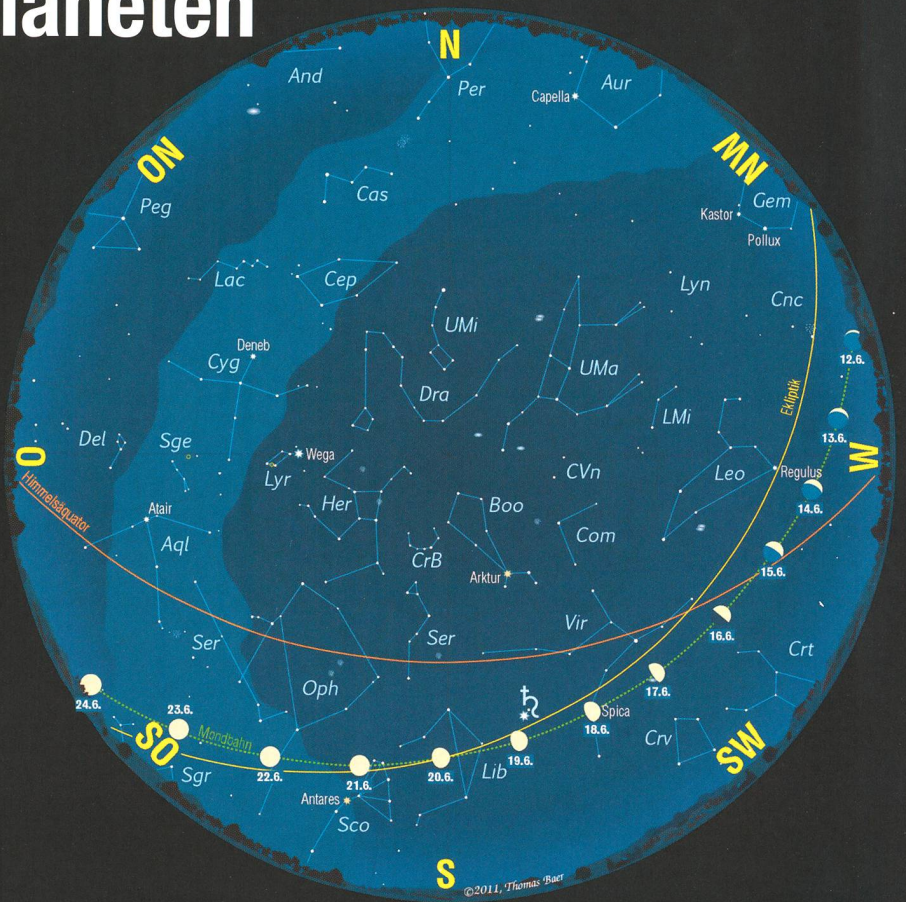 laneten
N
And
Per
Capella
Aur
NO
NW
Cas
Peg
Kastor
Gem
Pollux
Lac
Cep
Lyn
Cnc
UMi
Deneb
12.6.
Cyg
UMa
Dra
Ekliptik
LMi
13.6.
Del
Sge
O
Wega
W
CVn
Leo
Regulus
Lyr
Himmelsäquator
Her
Boo
14.6.
Atair
Com
Aql
CrB
Arktur
15.6.
Vir
16.6.
Ser
Ser
Crt
Oph
17.6.
24.6.
23.6.
Spica
18.6.
SO
Mondbahn
Crv
SW
19.6.
20.6.
Lib
22.6.
21.6.
Sgr
Antares
Sco
S
©2011, Thomas Baer